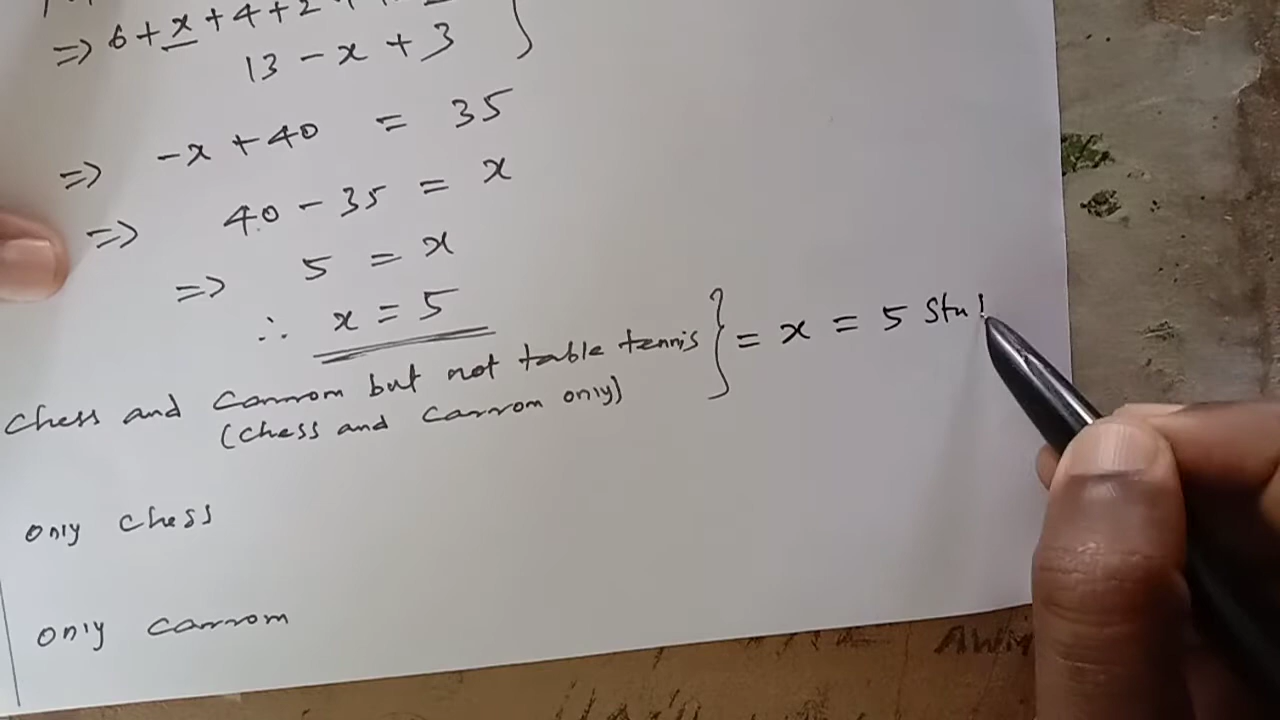 => 6 + x + 4 + 2 +
13 - x + 3 }
=> -x + 40 = 35
=> 40 - 35 = x
=> 5 = x
∴ x = 5
Chess and Carrom but not table tennis } = x = 5 Stu
(Chess and Carrom only)
only chess
only carrom